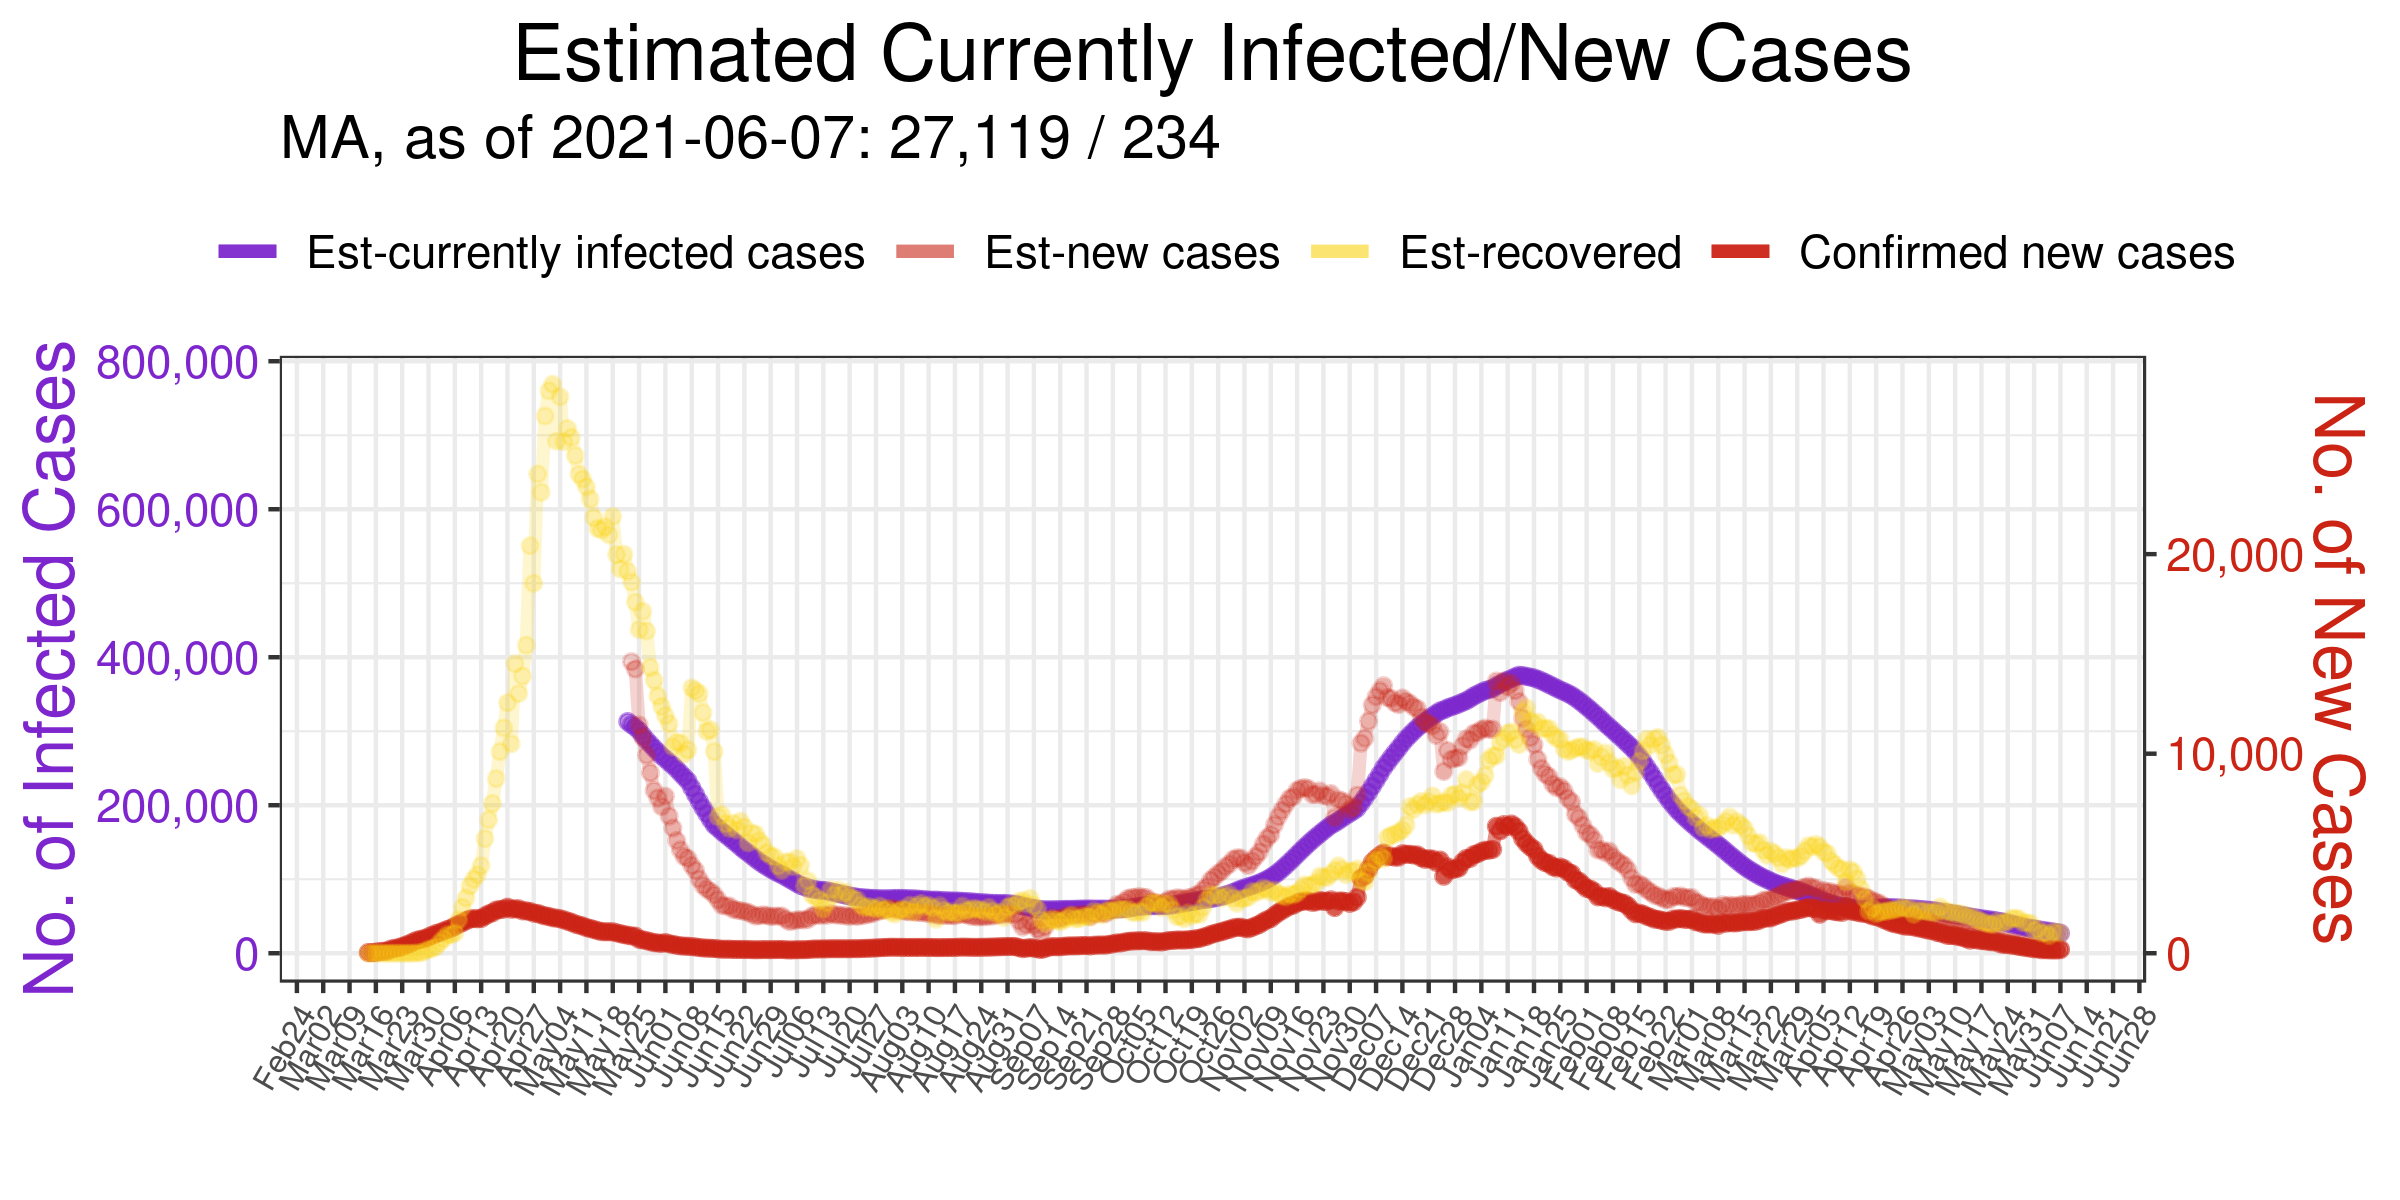 Estimated Currently Infected/New Cases
MA, as of 2021-06-07: 27,119 / 234
Est-currently infected cases Est-new cases Est-recovered Confirmed new cases
No. of Infected Cases
800,000
600,000
400,000
200,000
0
20,000
10,000
0
No. of New Cases
Feb24
Mar02
Mar09
Mar16
Mar23
Mar30
Apr06
Apr13
Apr20
Apr27
May04
May11
May18
May25
Jun01
Jun08
Jun15
Jun22
Jun29
Jul06
Jul13
Jul20
Jul27
Aug03
Aug10
Aug17
Aug24
Aug31
Sep07
Sep14
Sep21
Sep28
Oct05
Oct12
Oct19
Oct26
Nov02
Nov09
Nov16
Nov23
Nov30
Dec07
Dec14
Dec21
Dec28
Jan04
Jan11
Jan18
Jan25
Feb01
Feb08
Feb15
Feb22
Mar01
Mar08
Mar15
Mar22
Mar29
Apr05
Apr12
Apr19
Apr26
May03
May10
May17
May24
May31
Jun07
Jun14
Jun21
Jun28